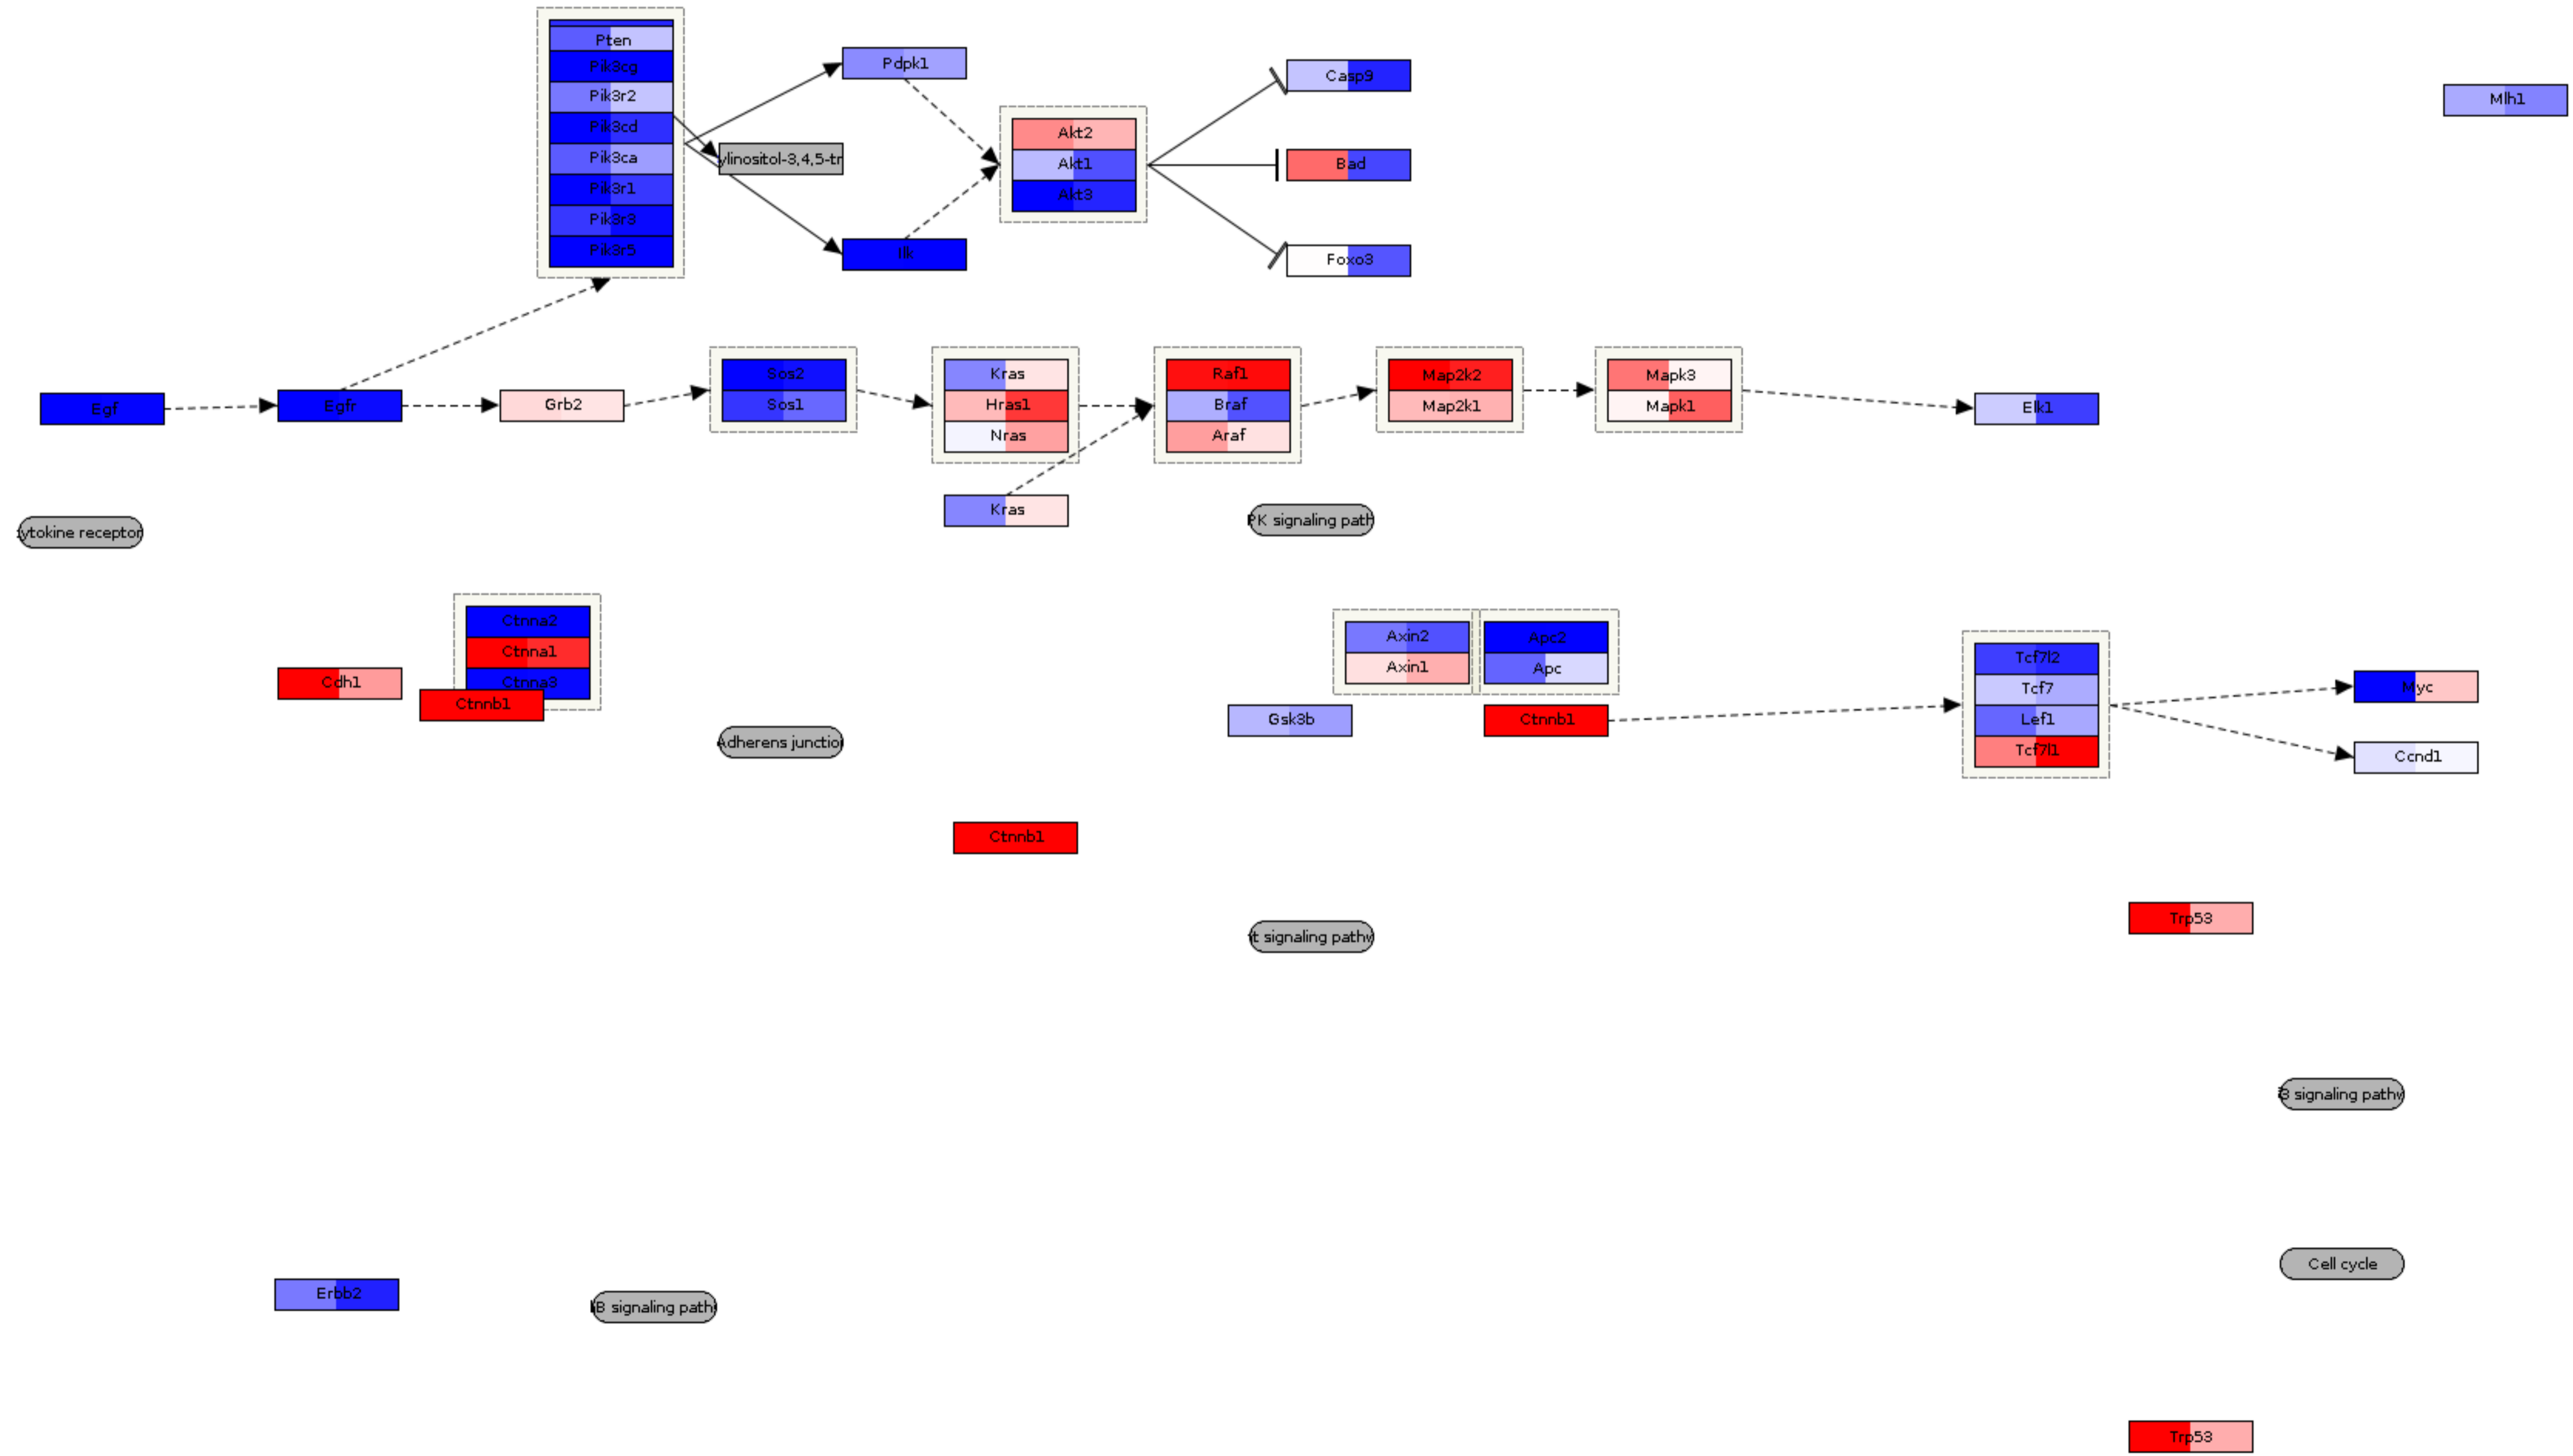 Pten
Pik3cg
Pik3r2
Pik3cd
Pik3ca
Pik3r1
Pik3r3
Pik3r5
Pdpk1
ylinositol-3,4,5-tr
Ilk
Akt2
Akt1
Akt3
Casp9
Bad
Foxo3
Mlh1
Egf
Egfr
Grb2
Sos2
Sos1
Kras
Hras1
Nras
Kras
Raf1
Braf
Araf
Map2k2
Map2k1
Mapk3
Mapk1
Elk1
ytokine receptor
PK signaling path
Ctnna2
Ctnna1
Ctnna3
Cdh1
Ctnnb1
Adherens junctio
Axin2
Axin1
Apc2
Apc
Gsk3b
Ctnnb1
Tcf7l2
Tcf7
Lef1
Tcf7l1
Myc
Ccnd1
Ctnnb1
t signaling pathw
Trp53
3 signaling pathw
Cell cycle
Erbb2
B signaling path
Trp53